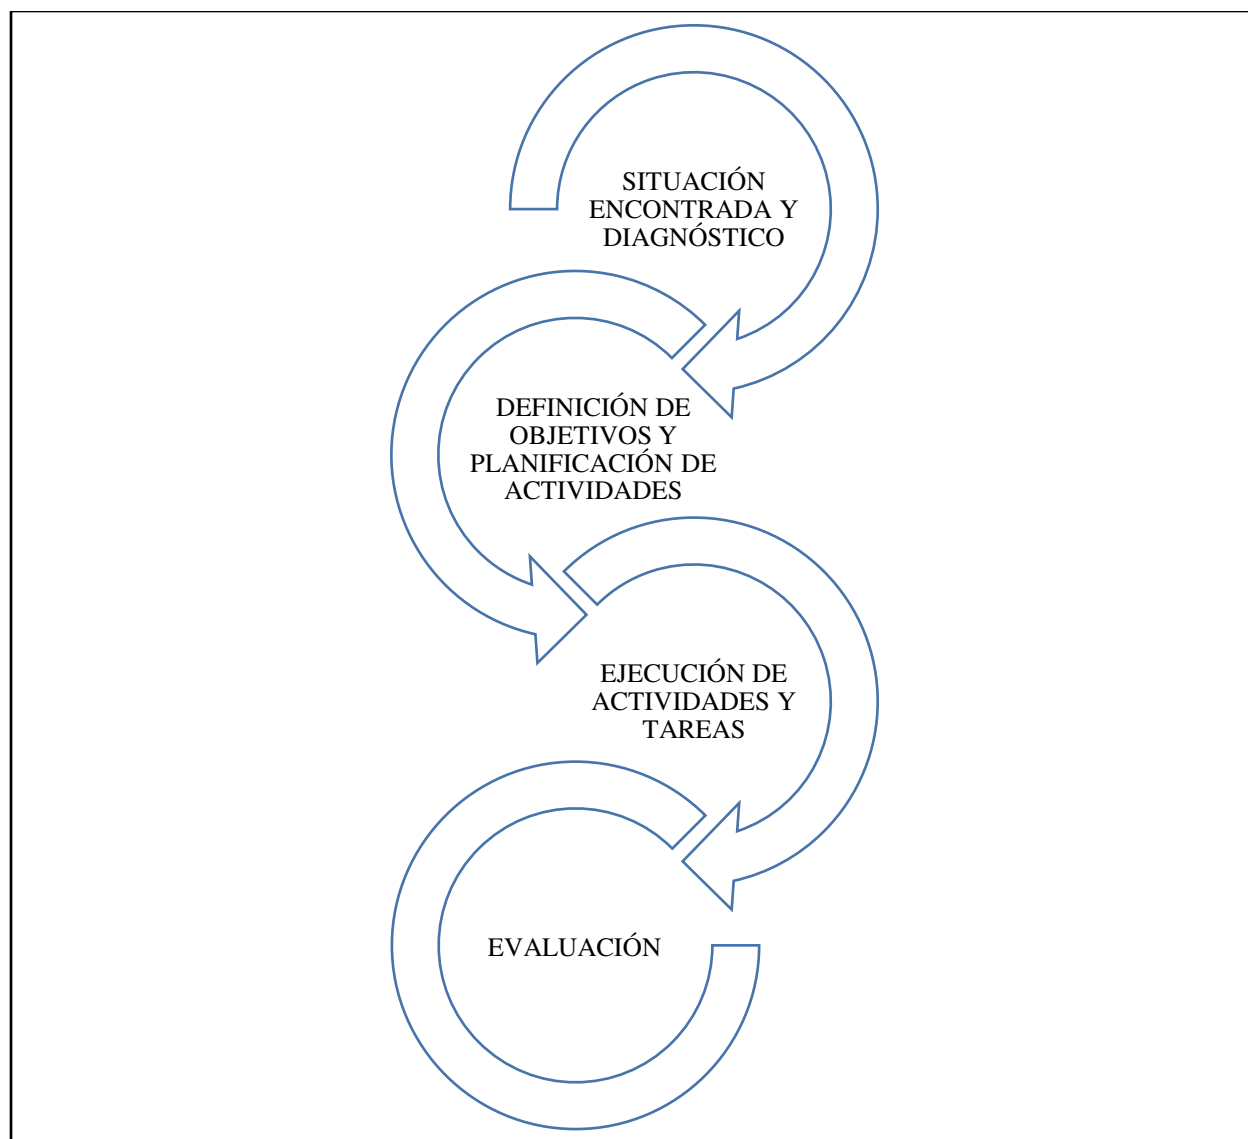 SITUACIÓN
ENCONTRADA Y
DIAGNÓSTICO
DEFINICIÓN DE
OBJETIVOS Y
PLANIFICACIÓN DE
ACTIVIDADES
EJECUCIÓN DE
ACTIVIDADES Y
TAREAS
EVALUACIÓN